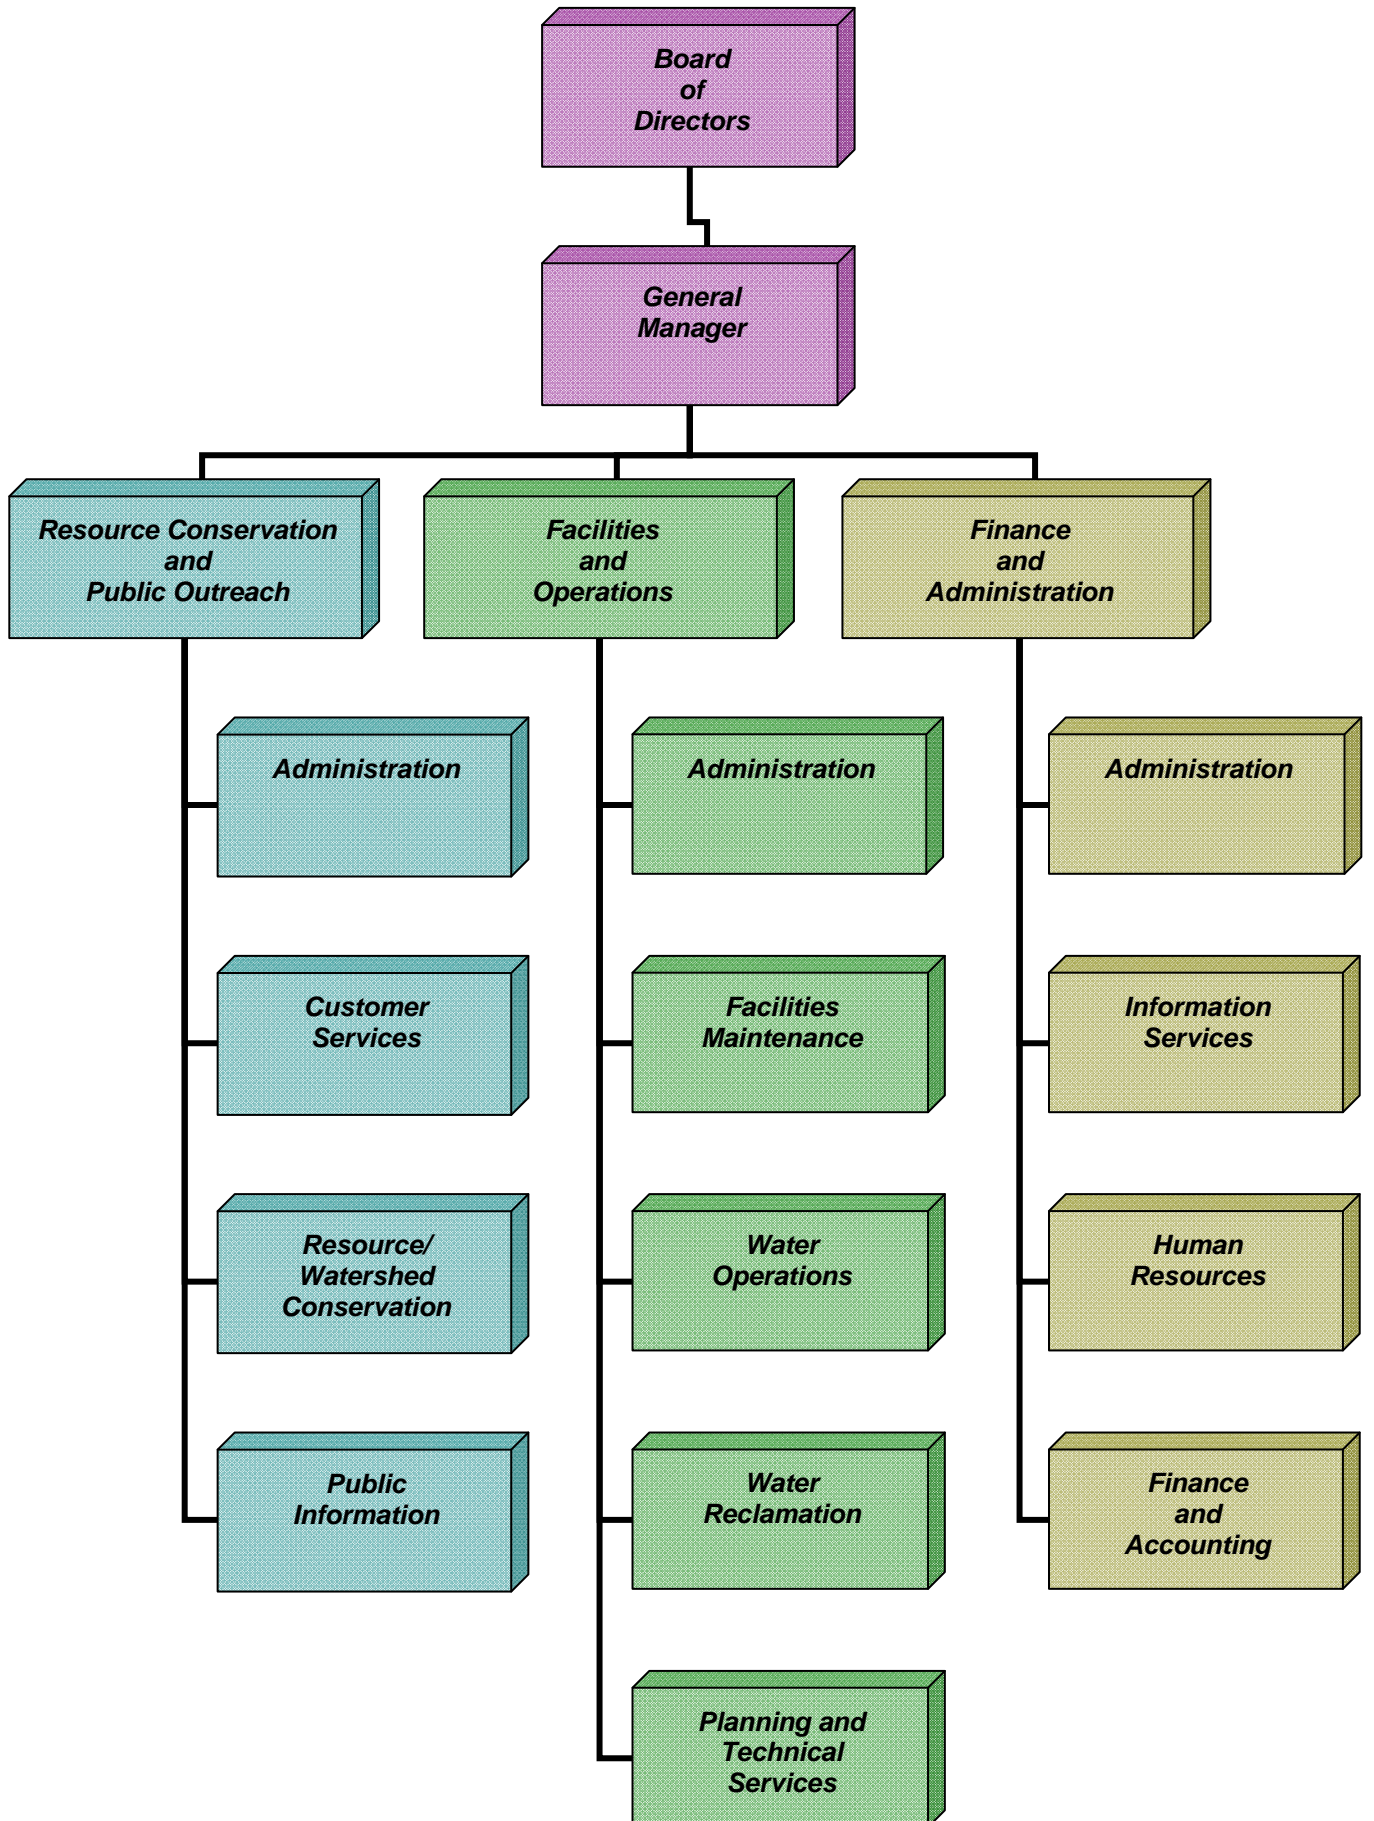 Board
of
Directors
General
Manager
Resource Conservation
and
Public Outreach
Facilities
and
Operations
Finance
and
Administration
Administration
Customer
Services
Resource/
Watershed
Conservation
Public
Information
Administration
Facilities
Maintenance
Water
Operations
Water
Reclamation
Planning and
Technical
Services
Administration
Information
Services
Human
Resources
Finance
and
Accounting